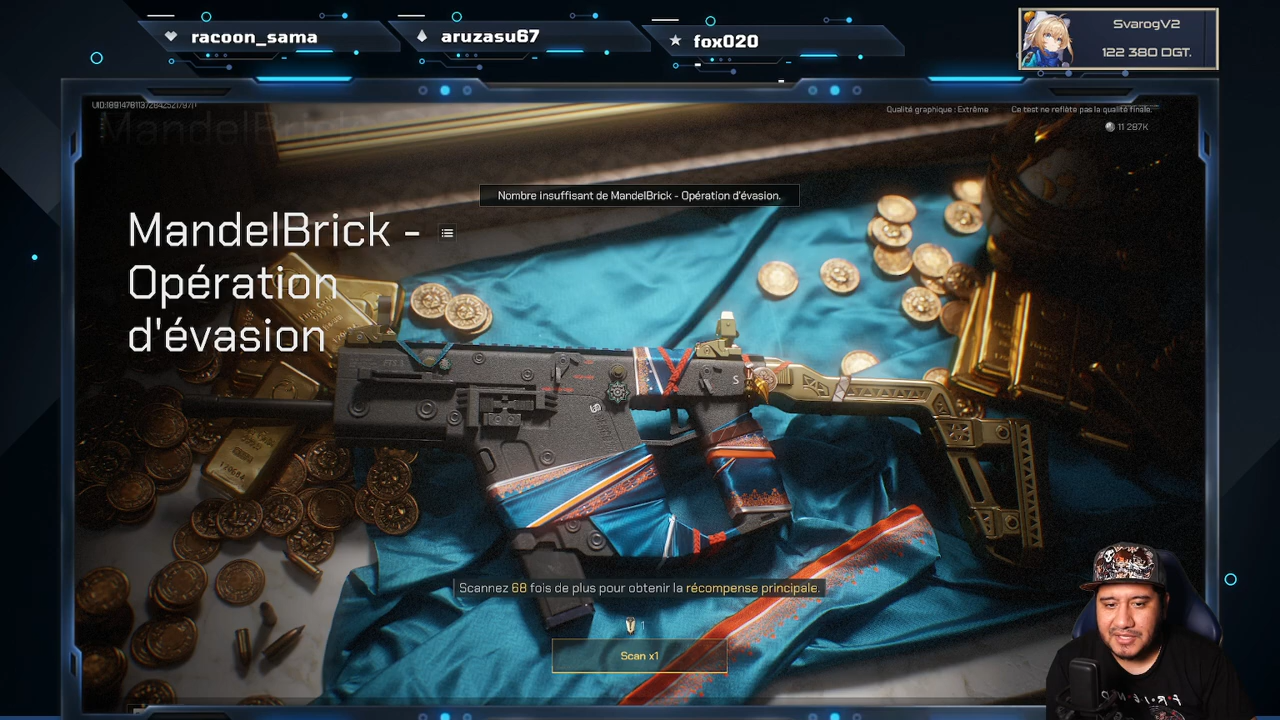 racoon_sama
aruzasu67
fox020
SvarogV2
122 380 DGT.
Qualité graphique : Extrême
Ce test ne reflète pas la qualité finale.
11 287K
Nombre insuffisant de MandelBrick - Opération d'évasion.
MandelBrick -
Opération
d'évasion
S
Scannez 68 fois de plus pour obtenir la récompense principale.
1
Scan x1